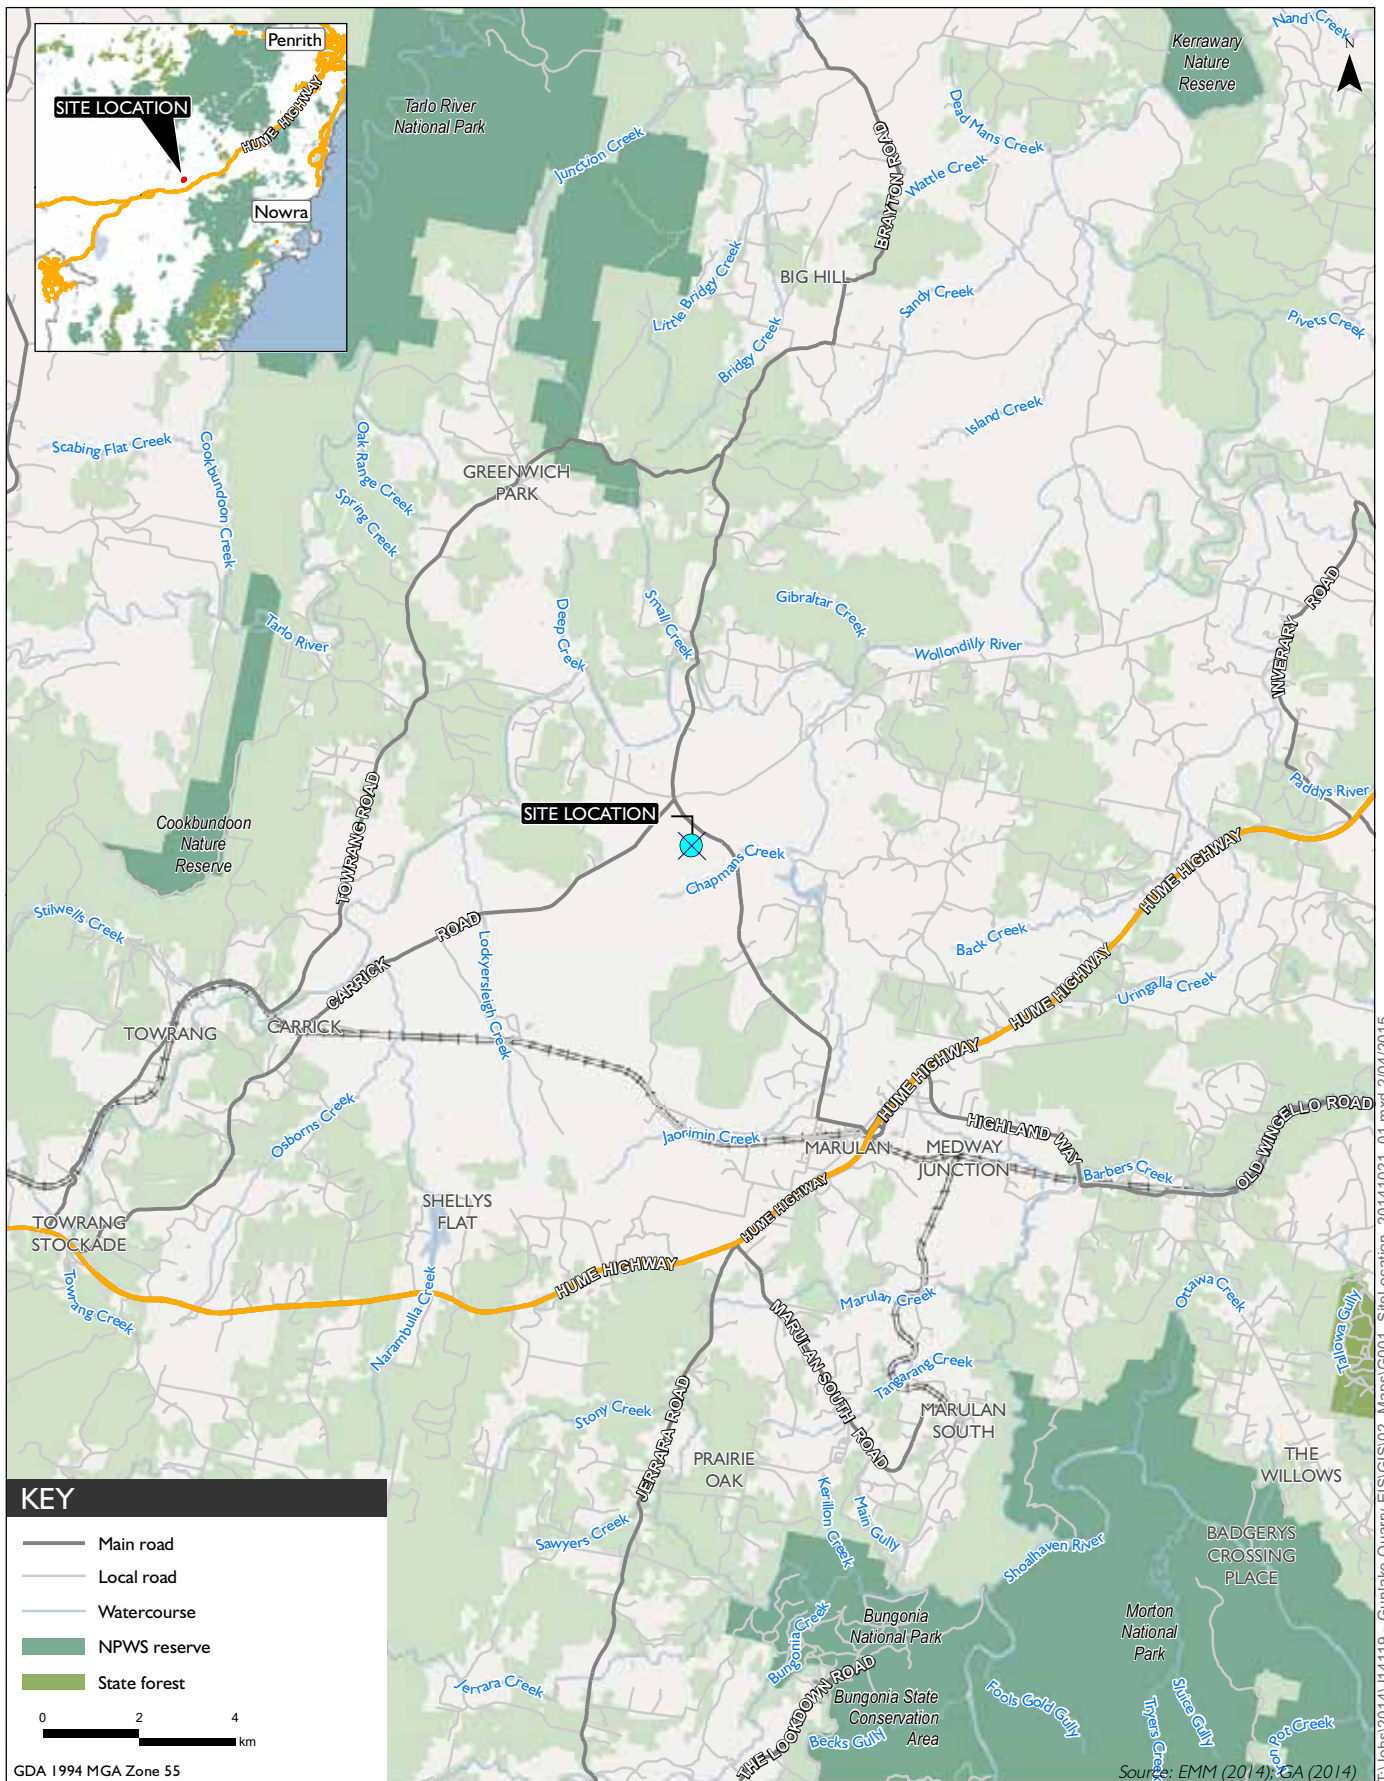 Penrith
SITE LOCATION
HUME HIGHWAY
Nowra
Tarlo River
National Park
Kerrawary
Nature
Reserve
Nandi Creek
N
Junction Creek
BRAYTON ROAD
Dead Mans Creek
Wattle Creek
BIG HILL
Little Bridgy Creek
Bridgy Creek
Sandy Creek
Pivets Creek
Island Creek
Scabing Flat Creek
Cookbundoon Creek
Oak Range Creek
Spring Creek
GREENWICH
PARK
Tarlo River
Deep Creek
Small Creek
Gibraltar Creek
Wollondilly River
INVERARY ROAD
Paddys River
Cookbundoon
Nature
Reserve
TOWRANG ROAD
SITE LOCATION
Chapmans Creek
HUME HIGHWAY
Stilwells Creek
CARRICK ROAD
Lockyersleigh Creek
Back Creek
HUME HIGHWAY
Uringalla Creek
TOWRANG
CARRICK
HUME HIGHWAY
Osborns Creek
Jaorimin Creek
MARULAN
MEDWAY
JUNCTION
HIGHLAND WAY
Barbers Creek
OLD WINGELLO ROAD
TOWRANG
STOCKADE
SHELLYS
FLAT
HUME HIGHWAY
HUME HIGHWAY
Towrang Creek
Narambulla Creek
Marulan Creek
Ottawa Creek
Tallowa Gully
MARULAN SOUTH ROAD
Tangarang Creek
MARULAN
SOUTH
Stony Creek
JERRARA ROAD
PRAIRIE
OAK
THE
WILLOWS
Kerillon Creek
Main Gully
Sawyers Creek
Shoalhaven River
BADGERYS
CROSSING
PLACE
Bungonia
National Park
Morton
National
Park
Bungonia Creek
Jerrara Creek
THE LOOKDOWN ROAD
Bungonia State
Conservation
Area
Becks Gully
Fools Gold Gully
Tryers Creek
Sluice Gully
Iron Pot Creek
KEY
Main road
Local road
Watercourse
NPWS reserve
State forest
0 2 4
km
GDA 1994 MGA Zone 55
Source: EMM (2014); GA (2014)